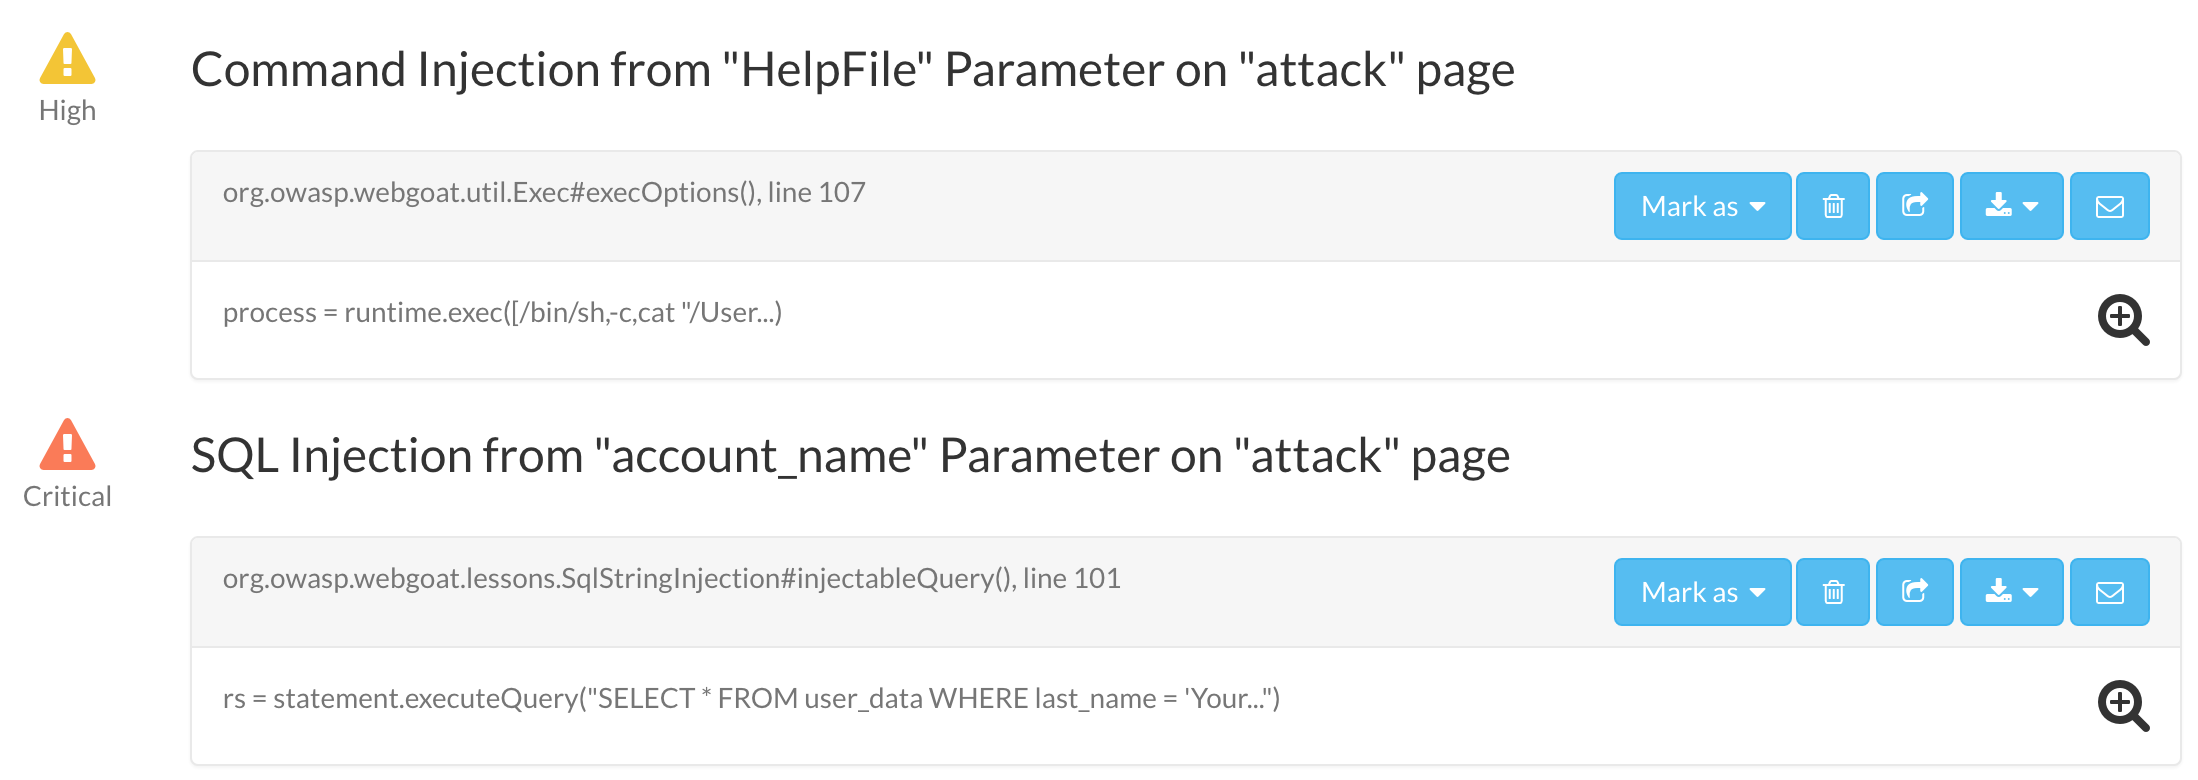 High
Command Injection from "HelpFile" Parameter on "attack" page
org.owasp.webgoat.util.Exec#execOptions(), line 107
Mark as
process = runtime.exec([/bin/sh,-c,cat "/User...)
Critical
SQL Injection from "account_name" Parameter on "attack" page
org.owasp.webgoat.lessons.SqlStringInjection#injectableQuery(), line 101
Mark as
rs = statement.executeQuery("SELECT * FROM user_data WHERE last_name = 'Your...")